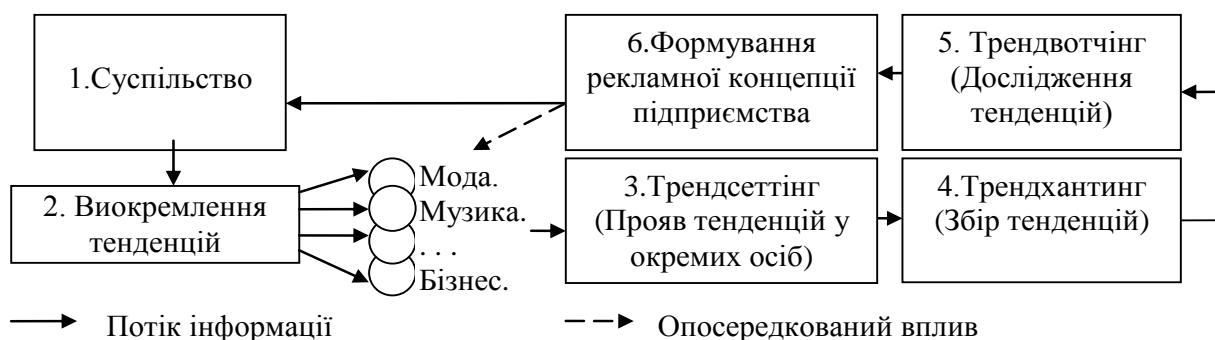 1.Суспільство
6.Формування
рекламної концепції
підприємства
5. Трендвотчінг
(Дослідження
тенденцій)
2. Виокремлення
тенденцій
Мода.
Музика.
. . .
Бізнес.
3.Трендсеттінг
(Прояв тенденцій у
окремих осіб)
4.Трендхантинг
(Збір тенденцій)
Потік інформації
Опосередкований вплив